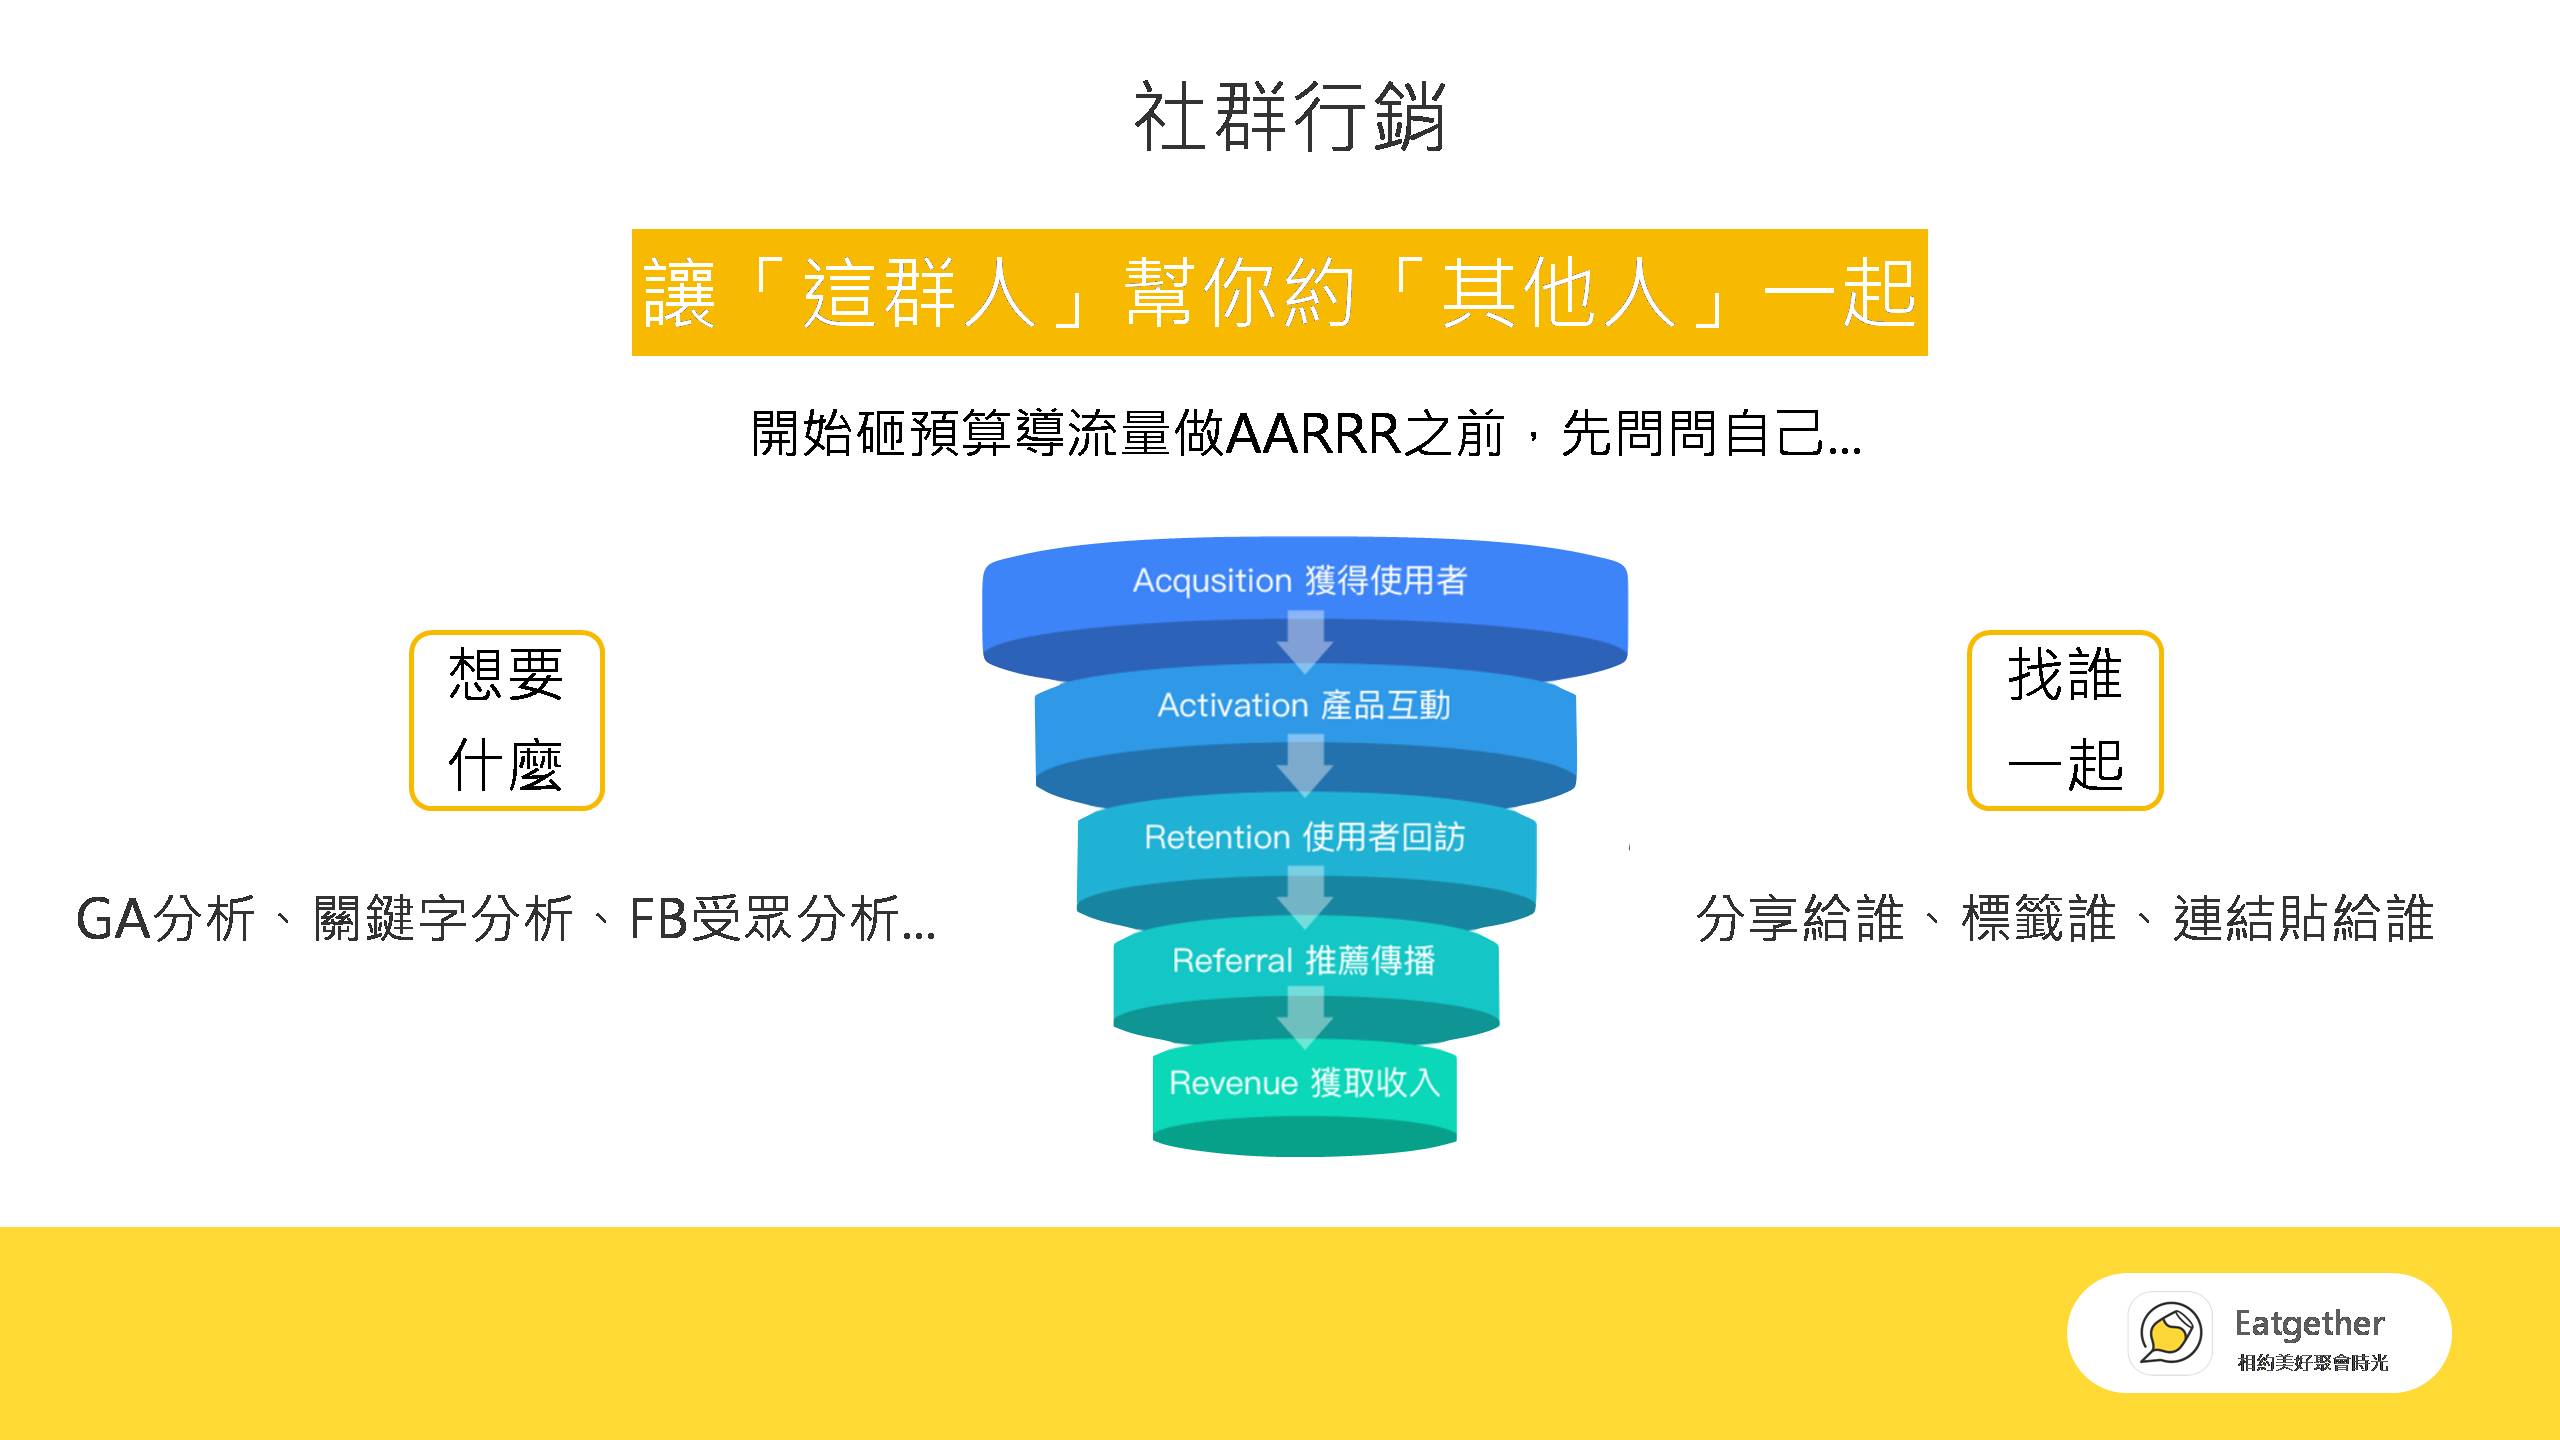 社群行銷
讓「這群人」幫你約「其他人」一起
開始砸預算導流量做AARRR之前，先問問自己...
想要
什麼
GA分析、關鍵字分析、FB受眾分析...
Acqusition 獲得使用者
Activation 產品互動
Retention 使用者回訪
Referral 推薦傳播
Revenue 獲取收入
找誰
一起
分享給誰、標籤誰、連結貼給誰
Eatgether
相約美好聚會時光